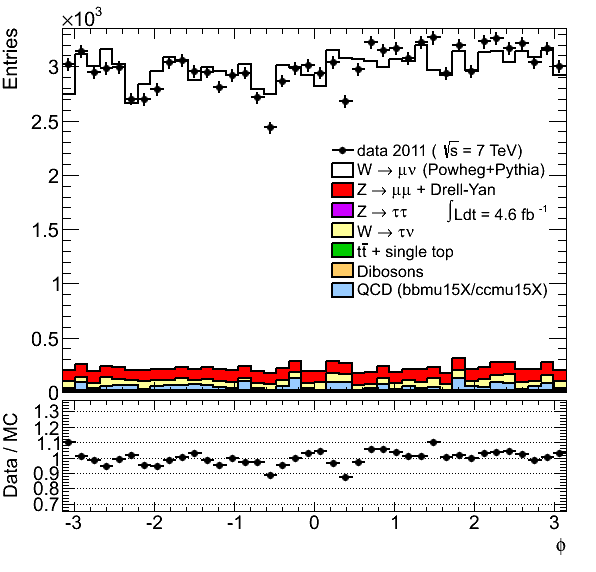 ×10³
Entries
3
2.5
2
1.5
1
0.5
0
data 2011 ( √s = 7 TeV)
W → μν (Powheg+Pythia)
Z → μμ + Drell-Yan
Z → ττ ∫Ldt = 4.6 fb⁻¹
W → τν
tt̄ + single top
Dibosons
QCD (bbmu15X/ccmu15X)
Data / MC
1.3
1.2
1.1
1
0.9
0.8
0.7
-3 -2 -1 0 1 2 3
ϕ